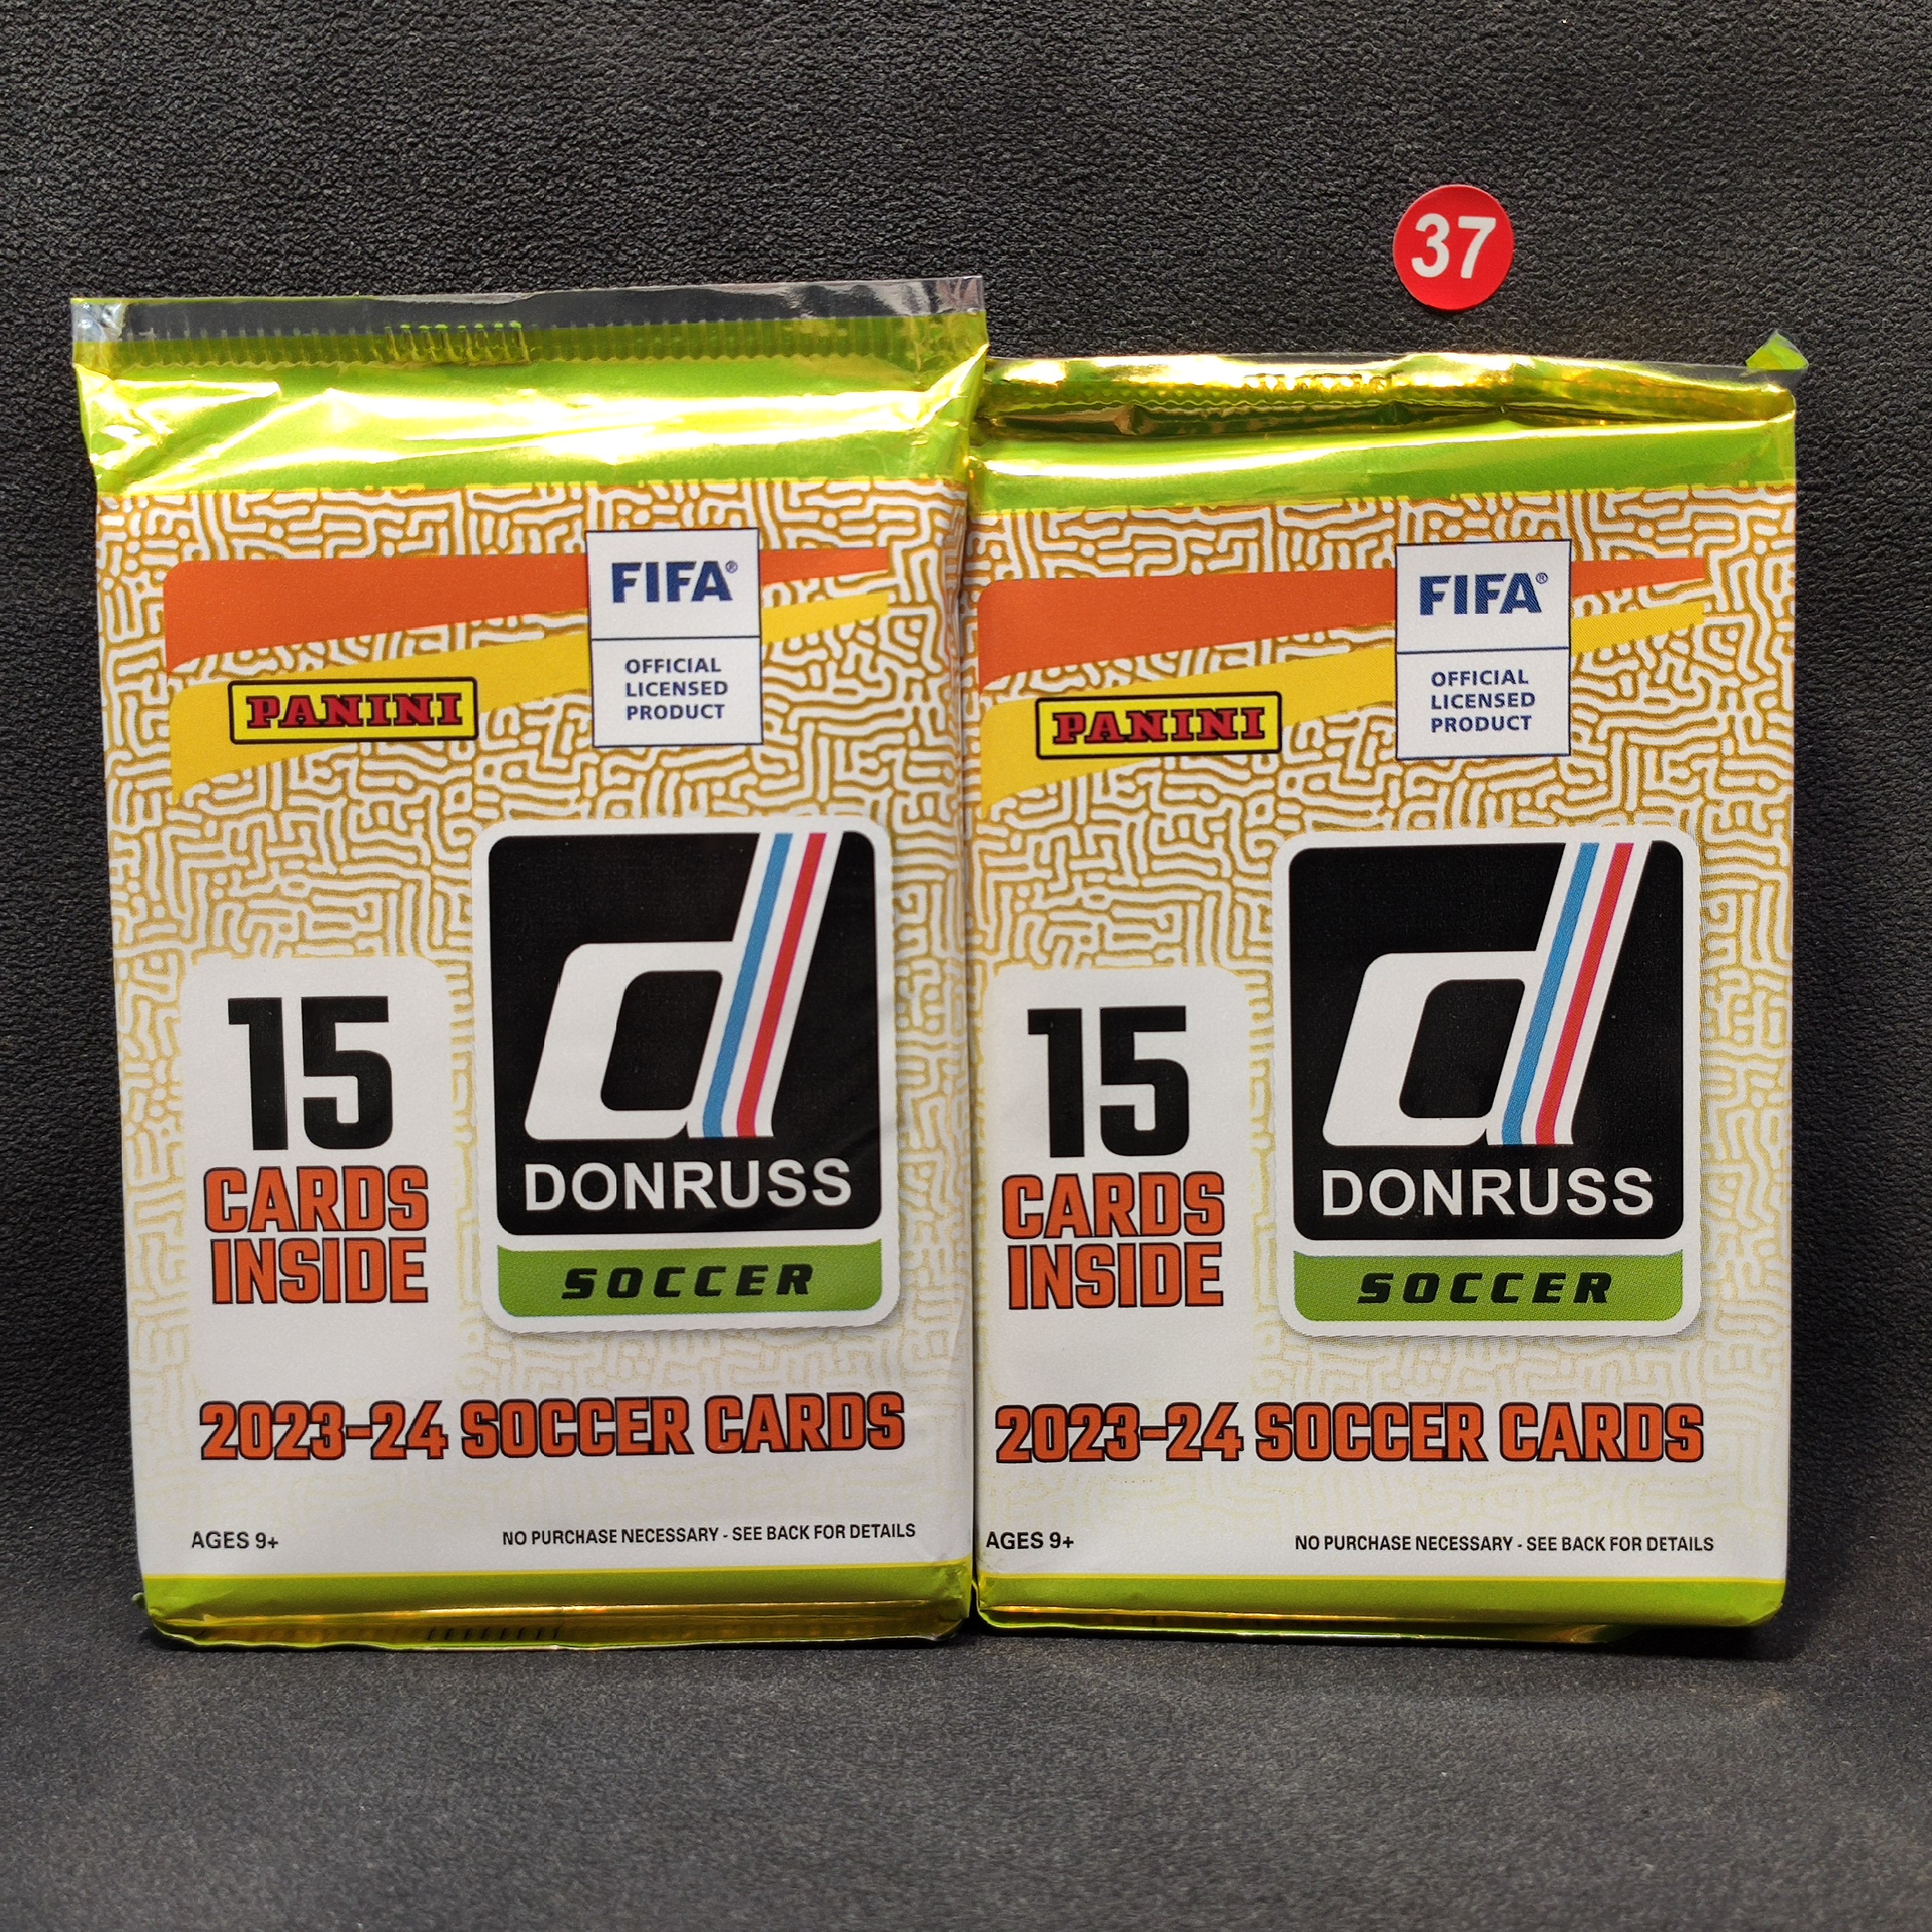 37
FIFA®
OFFICIAL
LICENSED
PRODUCT
PANINI
15
CARDS
INSIDE
d
DONRUSS
SOCCER
2023-24 SOCCER CARDS
AGES 9+
NO PURCHASE NECESSARY - SEE BACK FOR DETAILS
FIFA®
OFFICIAL
LICENSED
PRODUCT
PANINI
15
CARDS
INSIDE
d
DONRUSS
SOCCER
2023-24 SOCCER CARDS
AGES 9+
NO PURCHASE NECESSARY - SEE BACK FOR DETAILS